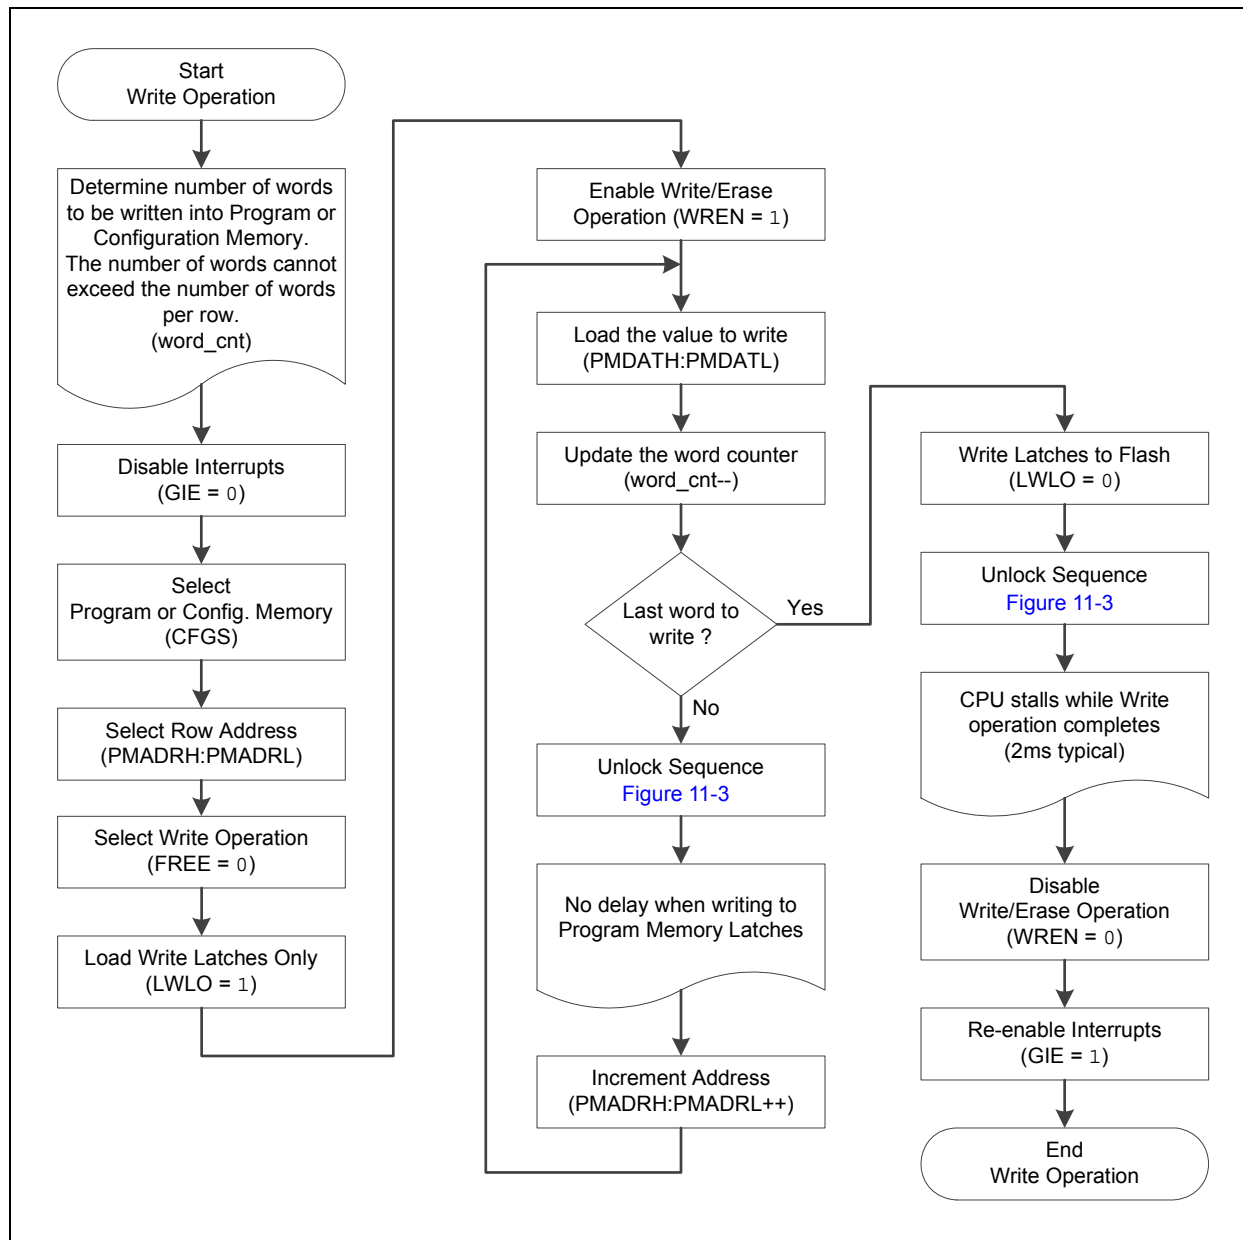 Start
Write Operation
Determine number of words
to be written into Program or
Configuration Memory.
The number of words cannot
exceed the number of words
per row.
(word_cnt)
Disable Interrupts
(GIE = 0)
Select
Program or Config. Memory
(CFGS)
Select Row Address
(PMADRH:PMADRL)
Select Write Operation
(FREE = 0)
Load Write Latches Only
(LWLO = 1)
Enable Write/Erase
Operation (WREN = 1)
Load the value to write
(PMDATH:PMDATL)
Update the word counter
(word_cnt--)
Last word to
write ?
Yes
No
Unlock Sequence
Figure 11-3
No delay when writing to
Program Memory Latches
Increment Address
(PMADRH:PMADRL++)
Write Latches to Flash
(LWLO = 0)
Unlock Sequence
Figure 11-3
CPU stalls while Write
operation completes
(2ms typical)
Disable
Write/Erase Operation
(WREN = 0)
Re-enable Interrupts
(GIE = 1)
End
Write Operation